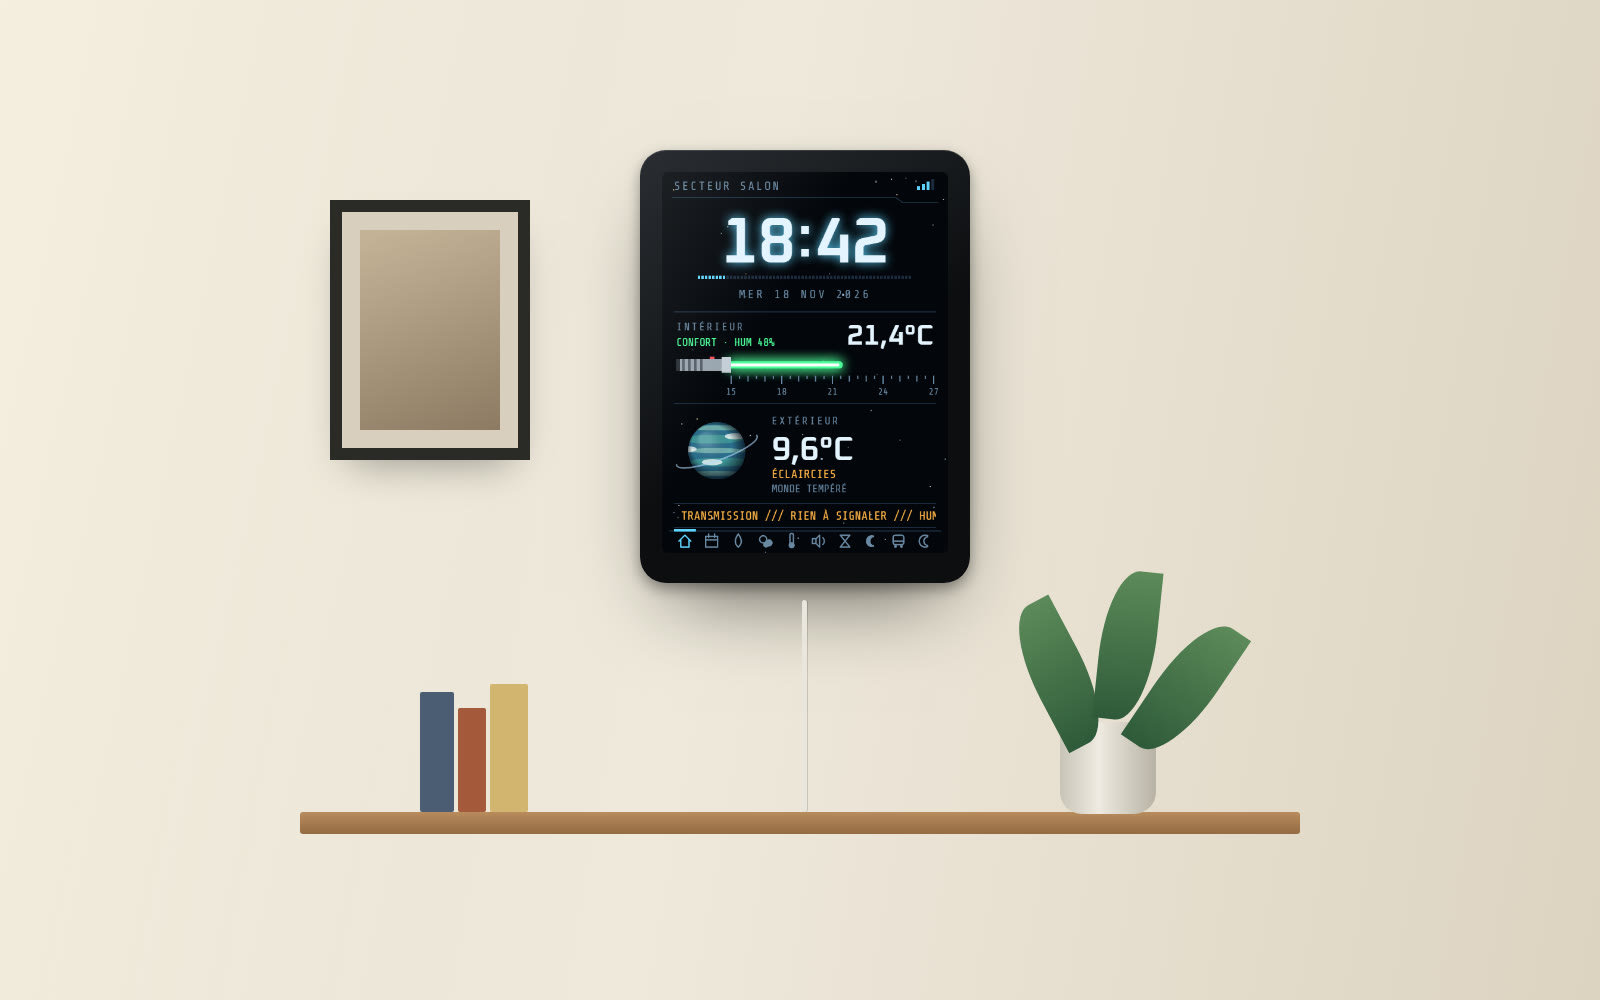 SECTEUR SALON
18:42
MER 18 NOV 2026
INTÉRIEUR
21,4°C
CONFORT · HUM 48%
15 18 21 24 27
EXTÉRIEUR
9,6°C
ÉCLAIRCIES
MONDE TEMPÉRÉ
TRANSMISSION /// RIEN À SIGNALER /// HUM